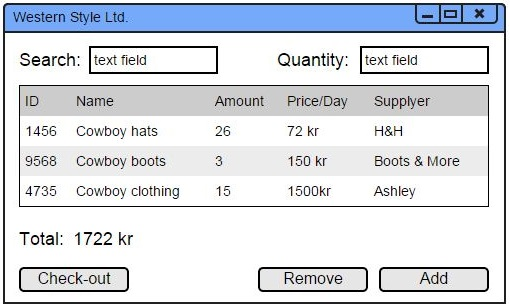 Western Style Ltd.
Search: text field Quantity: text field
ID Name Amount Price/Day Supplyer
1456 Cowboy hats 26 72 kr H&H
9568 Cowboy boots 3 150 kr Boots & More
4735 Cowboy clothing 15 1500kr Ashley
Total: 1722 kr
Check-out Remove Add